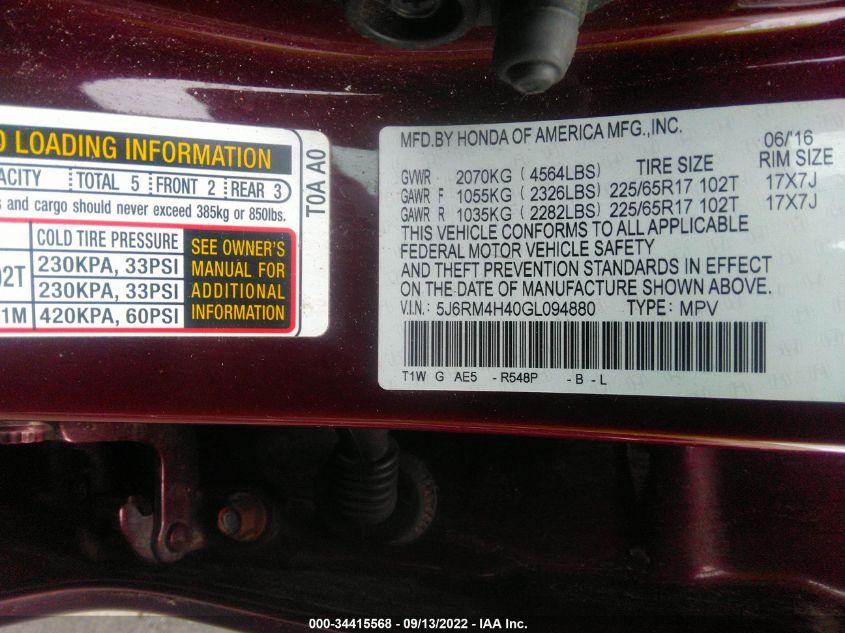 LOADING INFORMATION
TOTAL 5 FRONT 2 REAR 3
and cargo should never exceed 385kg or 850lbs.
COLD TIRE PRESSURE
230KPA, 33PSI
230KPA, 33PSI
1M 420KPA, 60PSI
SEE OWNER'S
MANUAL FOR
ADDITIONAL
INFORMATION
T0A A0
MFD.BY HONDA OF AMERICA MFG.,INC. 06/'16
GVWR 2070KG (4564LBS) TIRE SIZE RIM SIZE
GAWR F 1055KG (2326LBS) 225/65R17 102T 17X7J
GAWR R 1035KG (2282LBS) 225/65R17 102T 17X7J
THIS VEHICLE CONFORMS TO ALL APPLICABLE
FEDERAL MOTOR VEHICLE SAFETY
AND THEFT PREVENTION STANDARDS IN EFFECT
ON THE DATE OF MANUFACTURE SHOWN ABOVE.
V.I.N: 5J6RM4H40GL094880 TYPE: MPV
T1W G AE5 -R548P -B -L
000-34415568 - 09/13/2022 - IAA Inc.